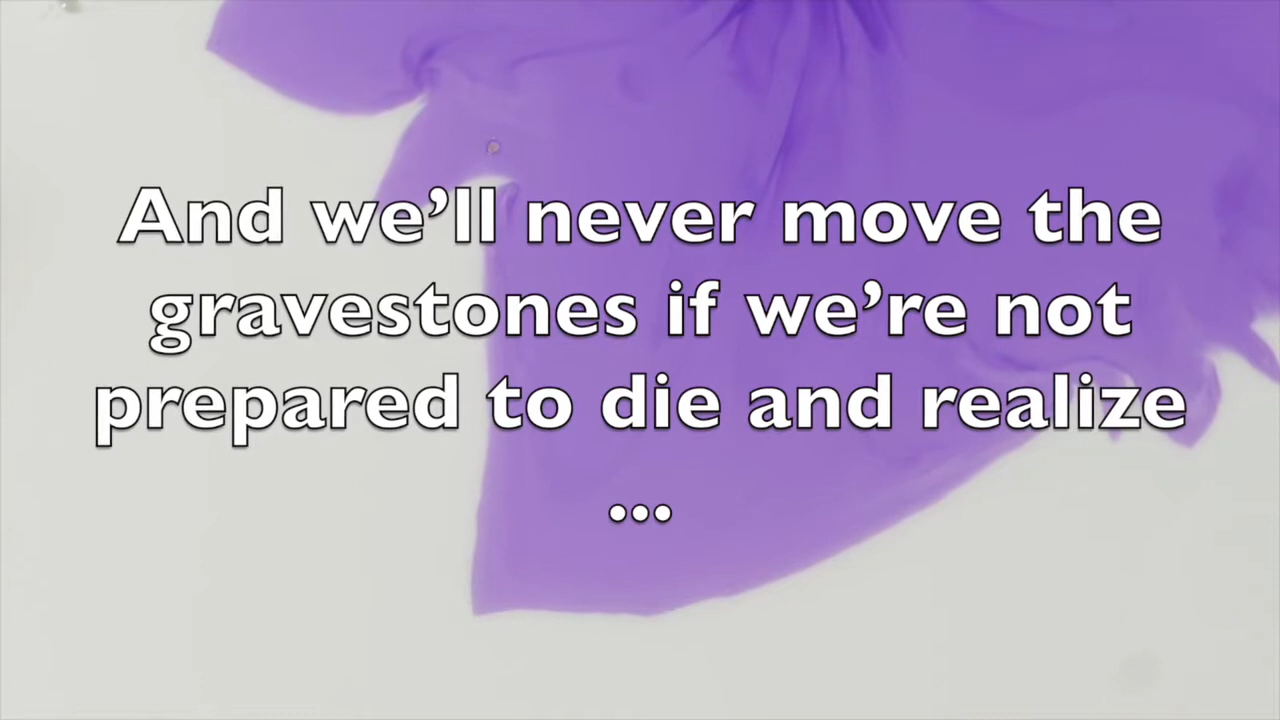 And we’ll never move the
gravestones if we’re not
prepared to die and realize
...